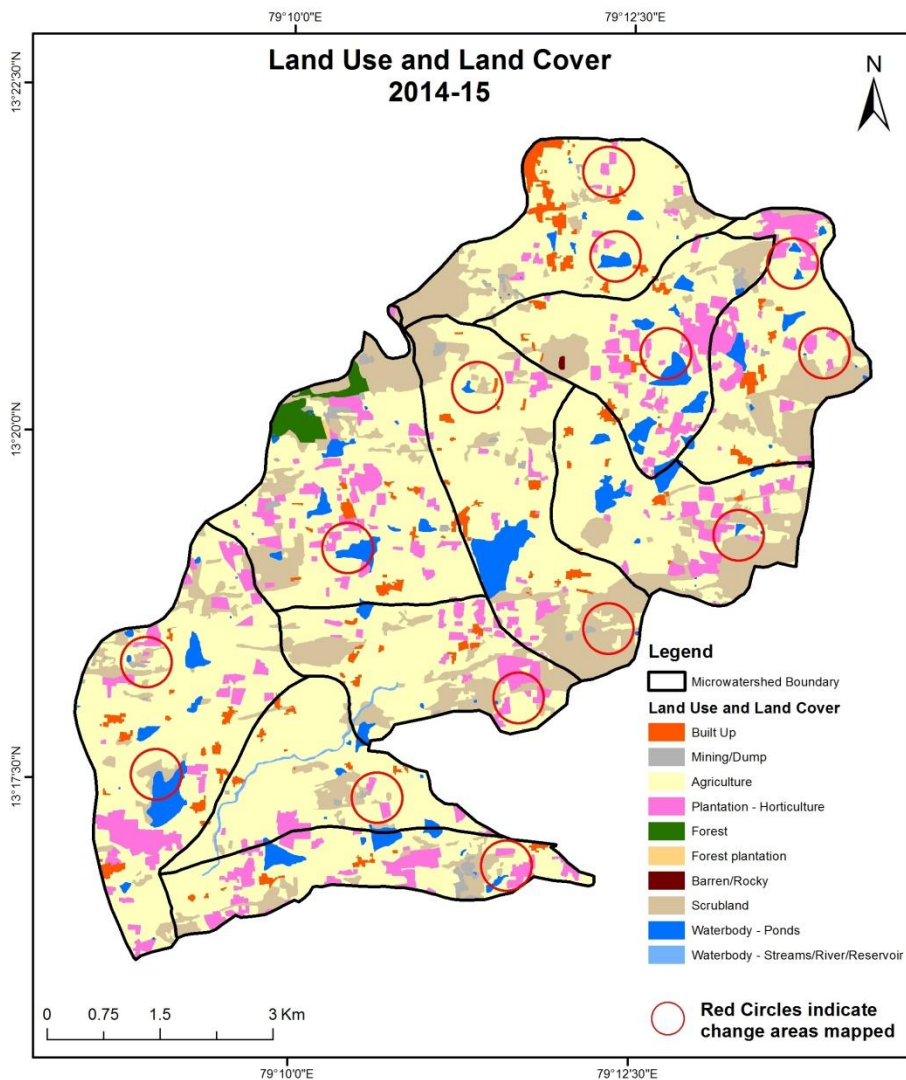 79°10'0"E
79°12'30"E
Land Use and Land Cover
2014-15
N
13°22'30"N
13°20'0"N
13°17'30"N
Legend
Microwatershed Boundary
Land Use and Land Cover
Built Up
Mining/Dump
Agriculture
Plantation - Horticulture
Forest
Forest plantation
Barren/Rocky
Scrubland
Waterbody - Ponds
Waterbody - Streams/River/Reservoir
Red Circles indicate
change areas mapped
0 0.75 1.5 3 Km
79°10'0"E
79°12'30"E